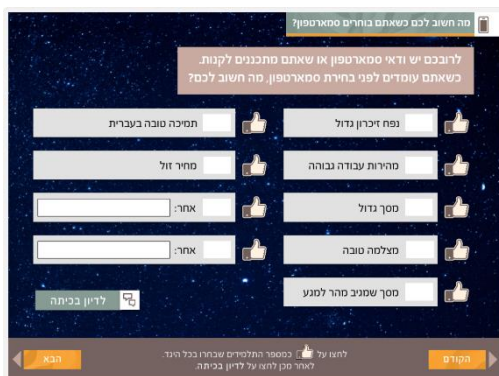 מה חשוב לכם כשאתם בוחרים סמארטפון?
לרובכם יש ודאי סמארטפון או שאתם מתכננים לקנות.
כשאתם עומדים לפני בחירת סמארטפון, מה חשוב לכם?
נפח זיכרון גדול
תמיכה טובה בעברית
מהירות עבודה גבוהה
מחיר זול
מסך גדול
אחר:
מצלמה טובה
אחר:
מסך שמגיב מהר למגע
לדיון בכיתה
לחצו על כמספר התלמידים שבחרו בכל היגד.
לאחר מכן לחצו על לדיון בכיתה.
הקודם
הבא